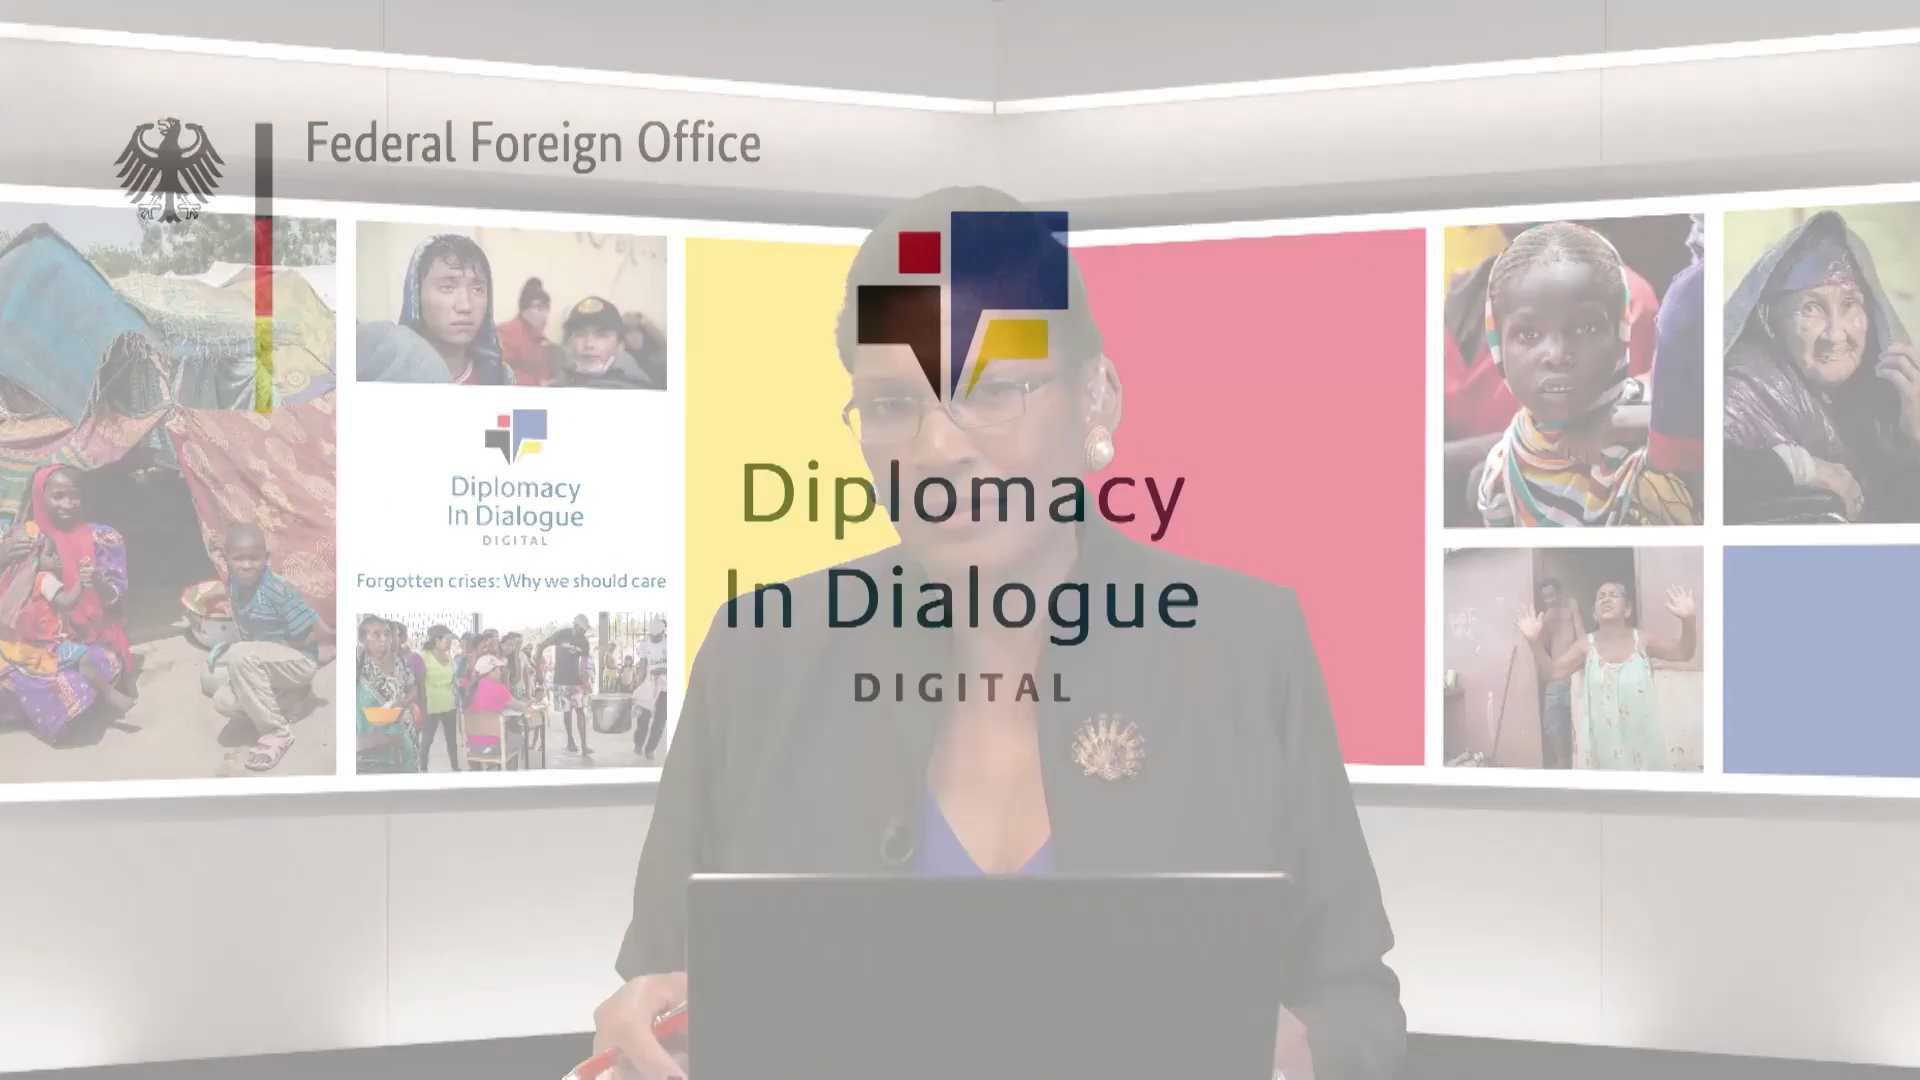 Federal Foreign Office
Diplomacy
In Dialogue
DIGITAL
Diplomacy
In Dialogue
DIGITAL
Forgotten crises: Why we should care